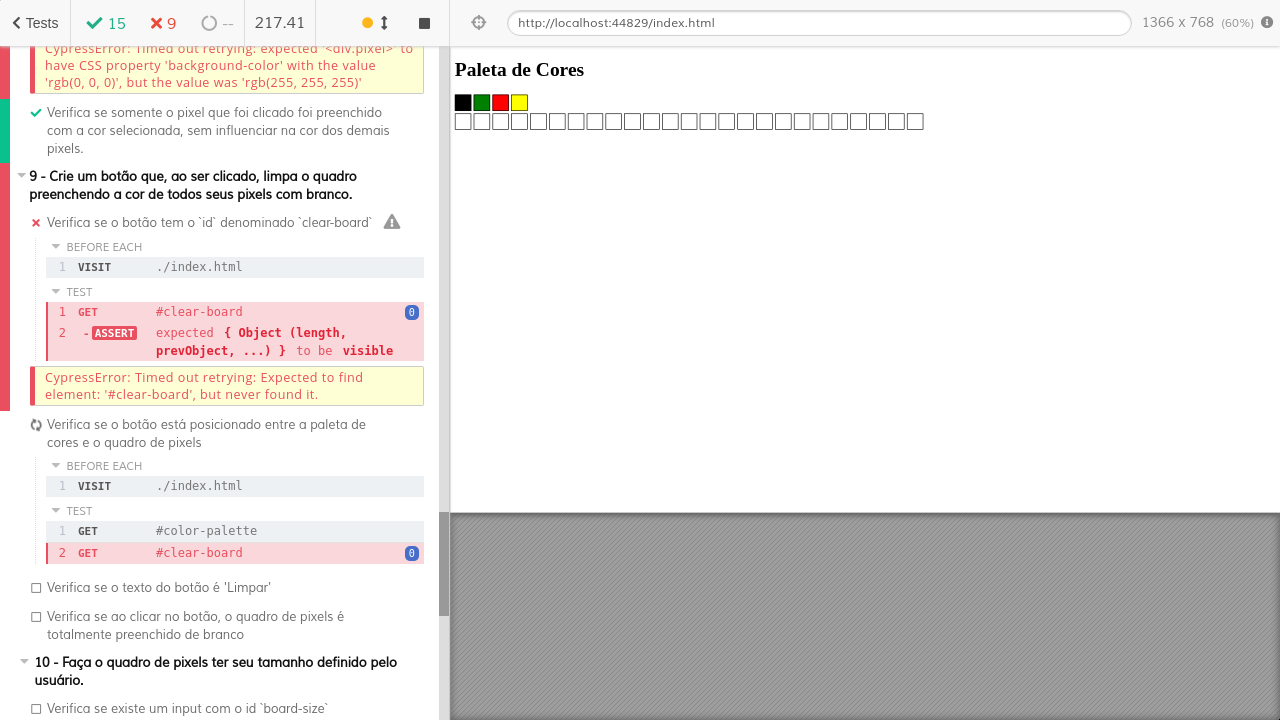 Tests 15 9 -- 217.41
http://localhost:44829/index.html 1366 x 768 (60%)
CypressError: Timed out retrying: expected '<div.pixel>' to
have CSS property 'background-color' with the value
'rgb(0, 0, 0)', but the value was 'rgb(255, 255, 255)'
Verifica se somente o pixel que foi clicado foi preenchido
com a cor selecionada, sem influenciar na cor dos demais
pixels.
9 - Crie um botão que, ao ser clicado, limpa o quadro
preenchendo a cor de todos seus pixels com branco.
Verifica se o botão tem o `id` denominado `clear-board`
BEFORE EACH
1 VISIT ./index.html
TEST
1 GET #clear-board 0
2 -ASSERT expected { Object (length,
prevObject, ...) } to be visible
CypressError: Timed out retrying: Expected to find
element: '#clear-board', but never found it.
Verifica se o botão está posicionado entre a paleta de
cores e o quadro de pixels
BEFORE EACH
1 VISIT ./index.html
TEST
1 GET #color-palette
2 GET #clear-board 0
Verifica se o texto do botão é 'Limpar'
Verifica se ao clicar no botão, o quadro de pixels é
totalmente preenchido de branco
10 - Faça o quadro de pixels ter seu tamanho definido pelo
usuário.
Verifica se existe um input com o id `board-size`
Paleta de Cores